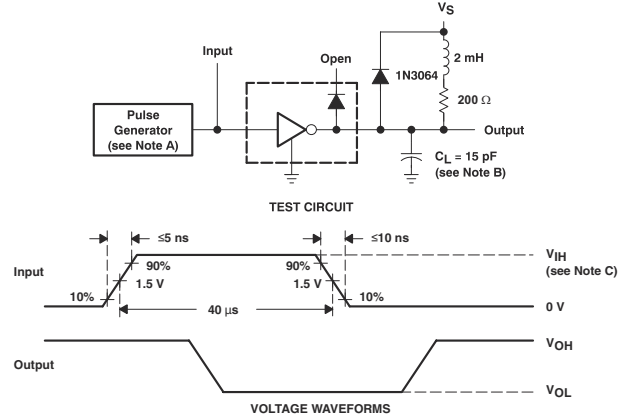 VS
Input
Open
2 mH
1N3064
200 Ω
Pulse
Generator
(see Note A)
Output
CL = 15 pF
(see Note B)
TEST CIRCUIT
≤5 ns
≤10 ns
Input
90%
90%
VIH
(see Note C)
1.5 V
1.5 V
10%
10%
40 μs
0 V
Output
VOH
VOL
VOLTAGE WAVEFORMS